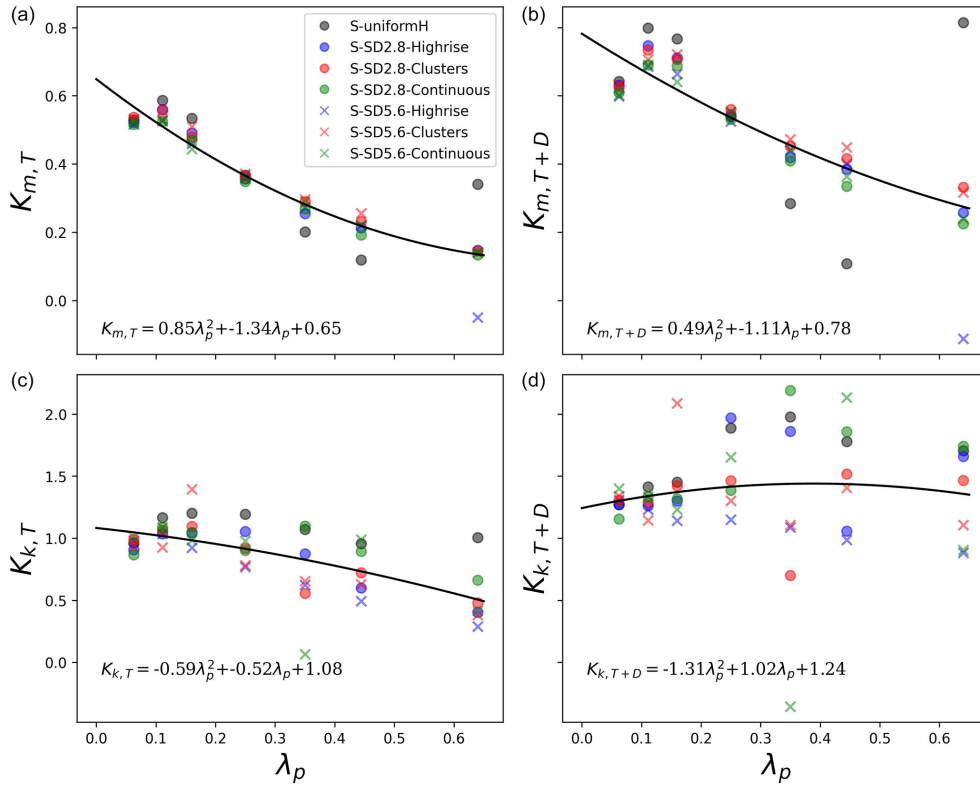 (a)
0.8
0.6
0.4
0.2
0.0
K_{m,T}
S-uniformH
S-SD2.8-Highrise
S-SD2.8-Clusters
S-SD2.8-Continuous
S-SD5.6-Highrise
S-SD5.6-Clusters
S-SD5.6-Continuous
K_{m,T} = 0.85λ_p^2+-1.34λ_p+0.65
(b)
K_{m,T+D}
K_{m,T+D} = 0.49λ_p^2+-1.11λ_p+0.78
(c)
2.0
1.5
1.0
0.5
0.0
K_{k,T}
K_{k,T} = -0.59λ_p^2+-0.52λ_p+1.08
0.0 0.1 0.2 0.3 0.4 0.5 0.6
λ_p
(d)
K_{k,T+D}
K_{k,T+D} = -1.31λ_p^2+1.02λ_p+1.24
0.0 0.1 0.2 0.3 0.4 0.5 0.6
λ_p